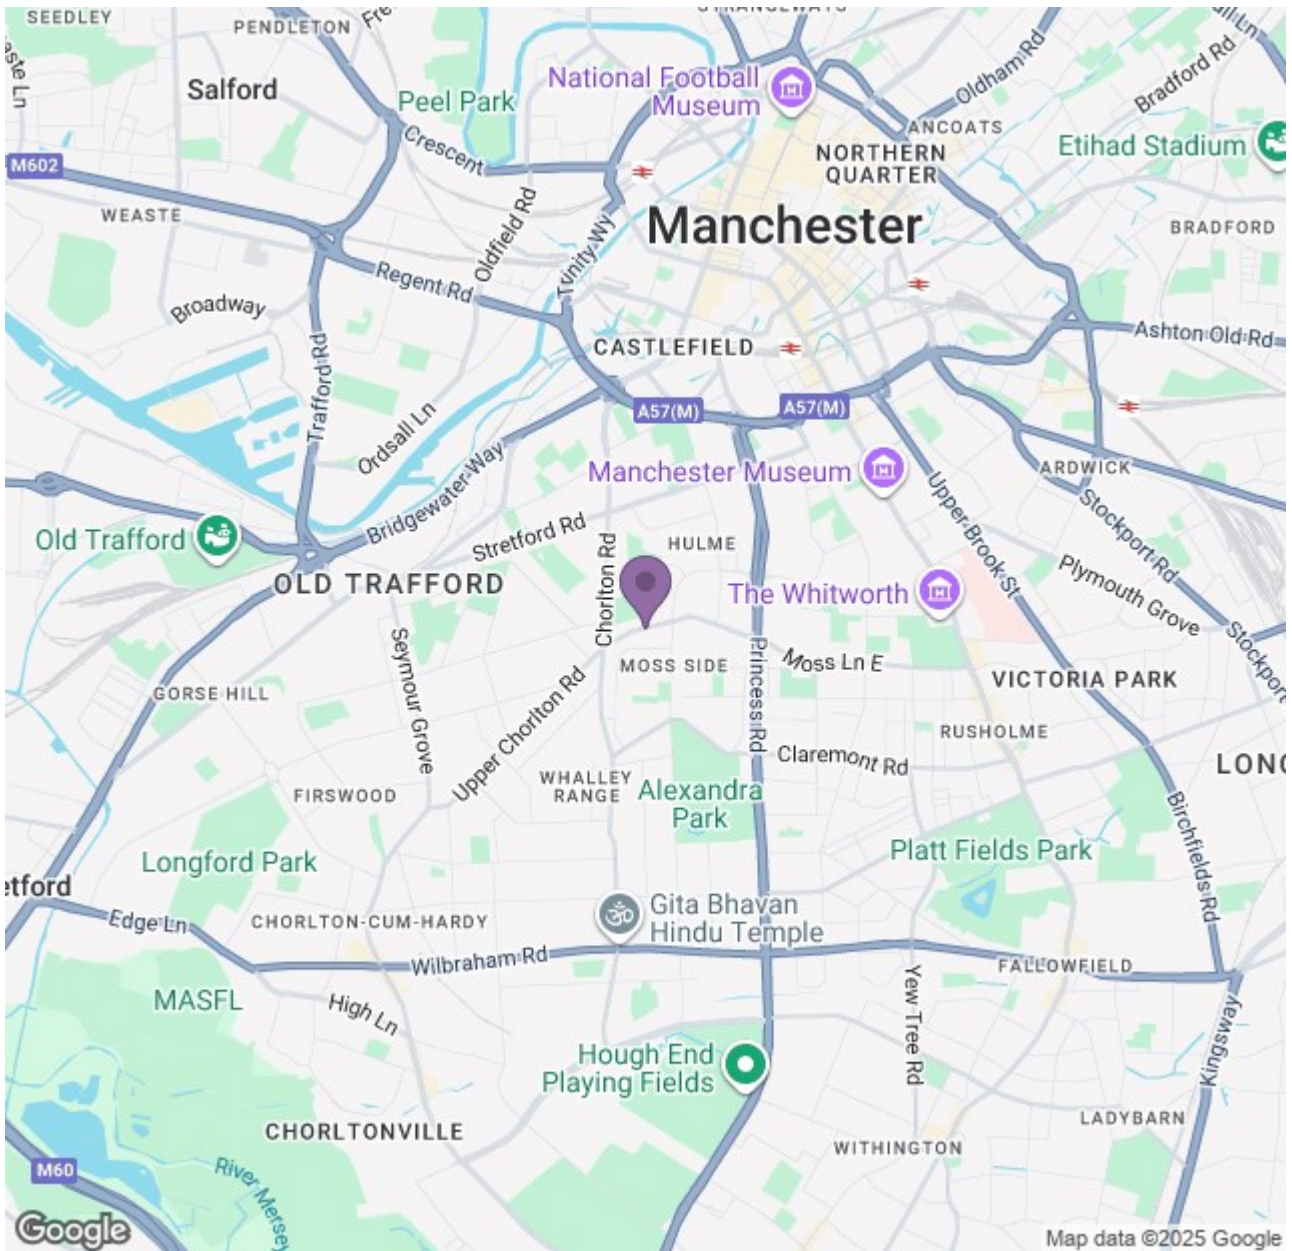 SEEDLEY
PENDLETON
STRANGEWAYS
Salford
Peel Park
National Football
Museum
Oldham Rd
Bradford Rd
Crescent
ANCOATS
Etihad Stadium
NORTHERN
QUARTER
M602
WEASTE
Oldfield Rd
Trinity Wy
Manchester
BRADFORD
Regent Rd
Broadway
Ashton Old Rd
CASTLEFIELD
Trafford Rd
Ordsall Ln
A57(M)
A57(M)
Bridgewater Way
Manchester Museum
ARDWICK
Upper Brook St
Stockport Rd
Old Trafford
Stretford Rd
HULME
OLD TRAFFORD
Chorlton Rd
The Whitworth
Plymouth Grove
Stockport
Seymour Grove
MOSS SIDE
Princess Rd
Moss Ln E
VICTORIA PARK
GORSE HILL
Upper Chorlton Rd
RUSHOLME
Claremont Rd
LONG
FIRSWOOD
WHALLEY
RANGE
Alexandra
Park
Birchfields Rd
Longford Park
Platt Fields Park
etford
Edge Ln
CHORLTON-CUM-HARDY
Gita Bhavan
Hindu Temple
Wilbraham Rd
FALLOWFIELD
MASFL
High Ln
Yew Tree Rd
Kingsway
Hough End
Playing Fields
CHORLTONVILLE
LADYBARN
WITHINGTON
M60
River Mersey
Google
Map data ©2025 Google